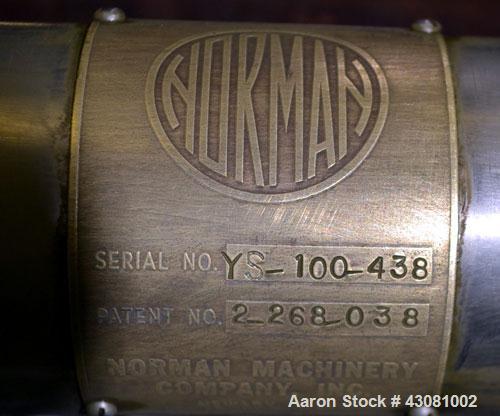 NORMAN
SERIAL NO. YS-100-438
PATENT NO. 2-268-038
NORMAN MACHINERY
COMPANY, INC.
Aaron Stock # 43081002